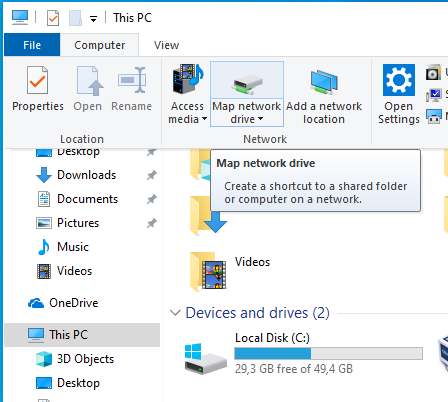 This PC
File
Computer
View
Properties
Open
Rename
Access
media
Map network
drive
Add a network
location
Open
Settings
Location
Network
Map network drive
Create a shortcut to a shared folder
or computer on a network.
Desktop
Downloads
Documents
Pictures
Music
Videos
OneDrive
This PC
3D Objects
Desktop
Videos
Devices and drives (2)
Local Disk (C:)
29,3 GB free of 49,4 GB